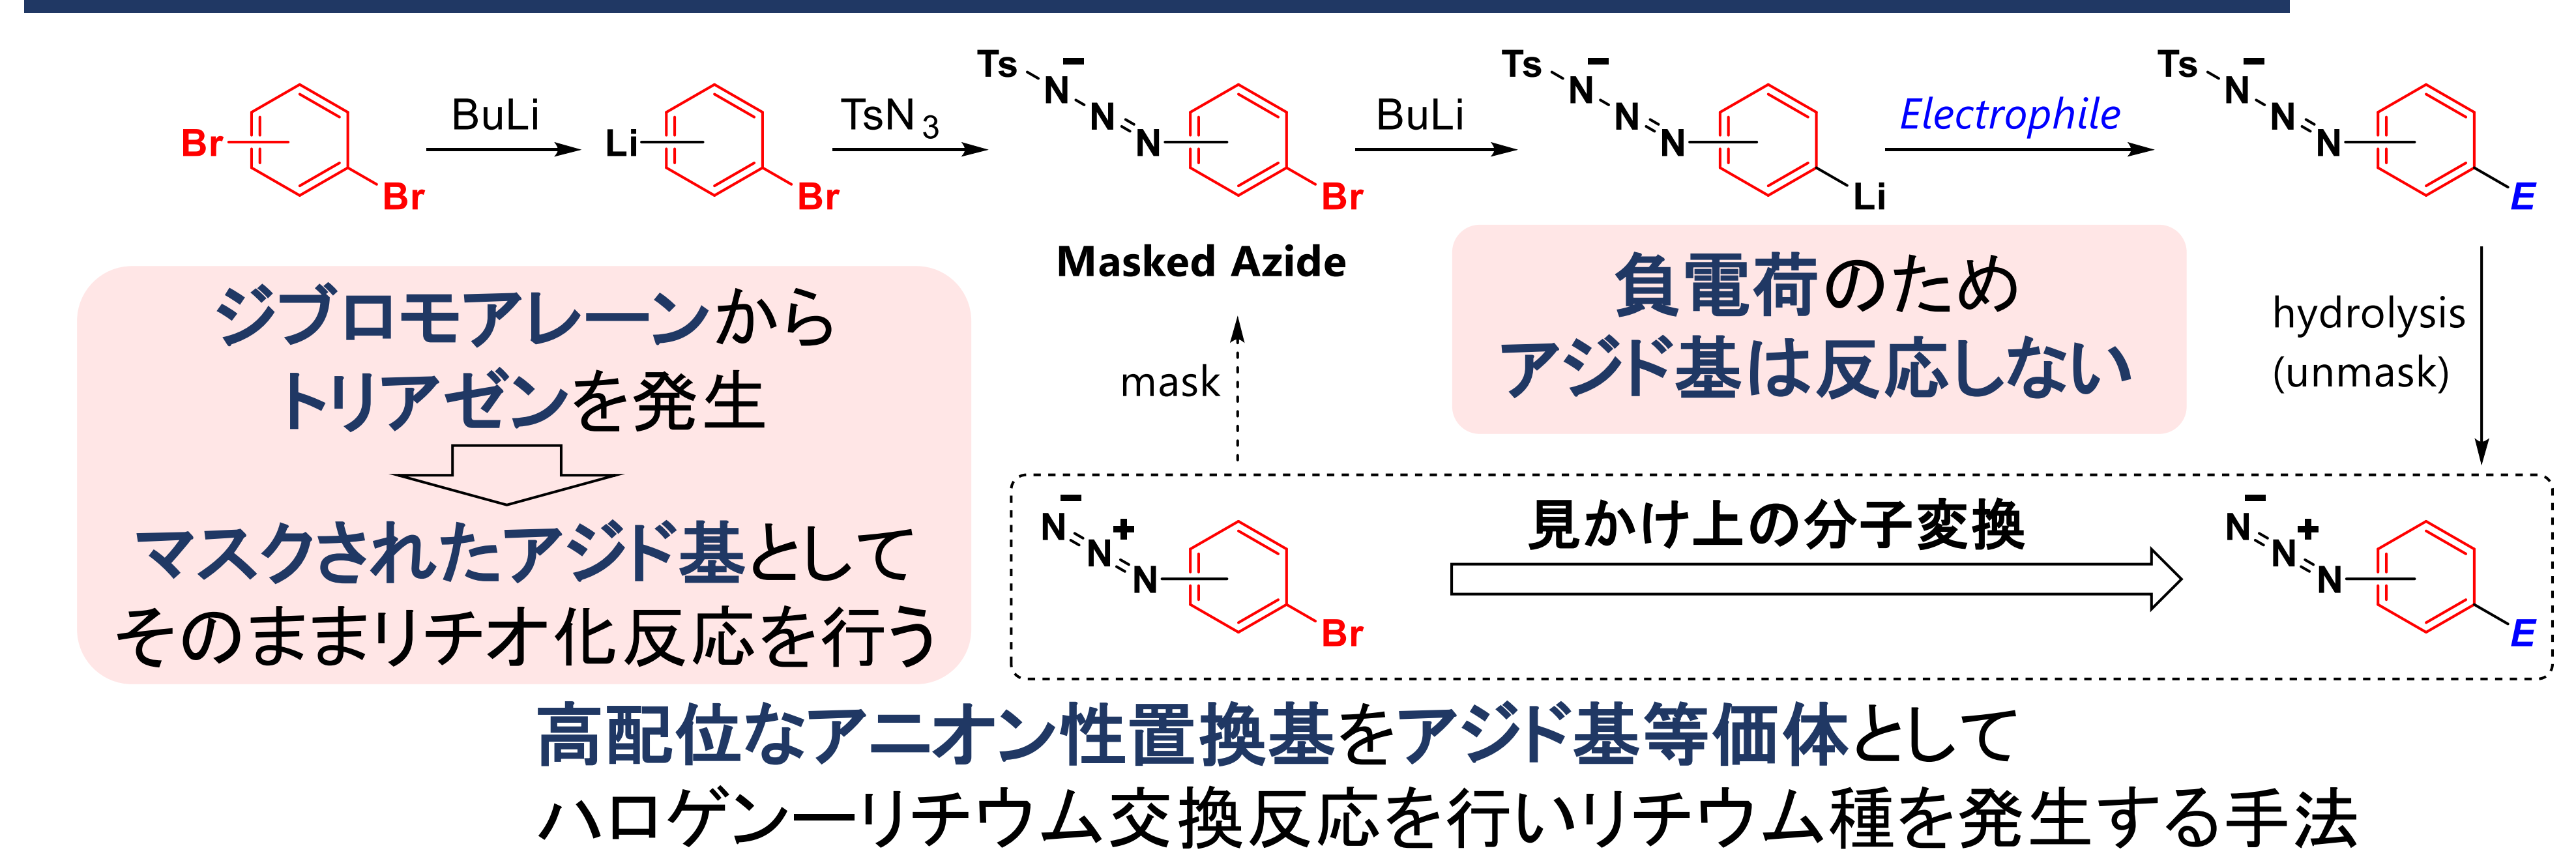 Br
Br
BuLi
Li
Br
TsN3
Ts
N
N
N
Br
BuLi
Ts
N
N
N
Li
Electrophile
Ts
N
N
N
E
Masked Azide
ジブロモアレーンから
トリアゼンを発生
マスクされたアジド基として
そのままリチオ化反応を行う
負電荷のため
アジド基は反応しない
hydrolysis
(unmask)
mask
N
N
N
Br
見かけ上の分子変換
N
N
N
E
高配位なアニオン性置換基をアジド基等価体として
ハロゲンーリチウム交換反応を行いリチウム種を発生する手法